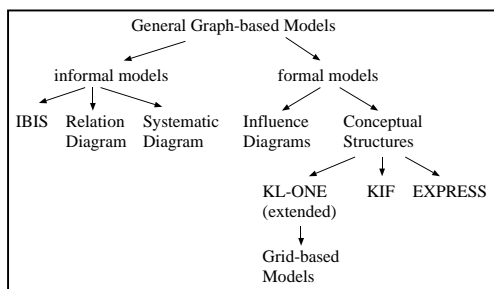 General Graph-based Models
informal models formal models
IBIS Relation Systematic Influence Conceptual
Diagram Diagram Diagrams Structures
KL-ONE KIF EXPRESS
(extended)
Grid-based
Models